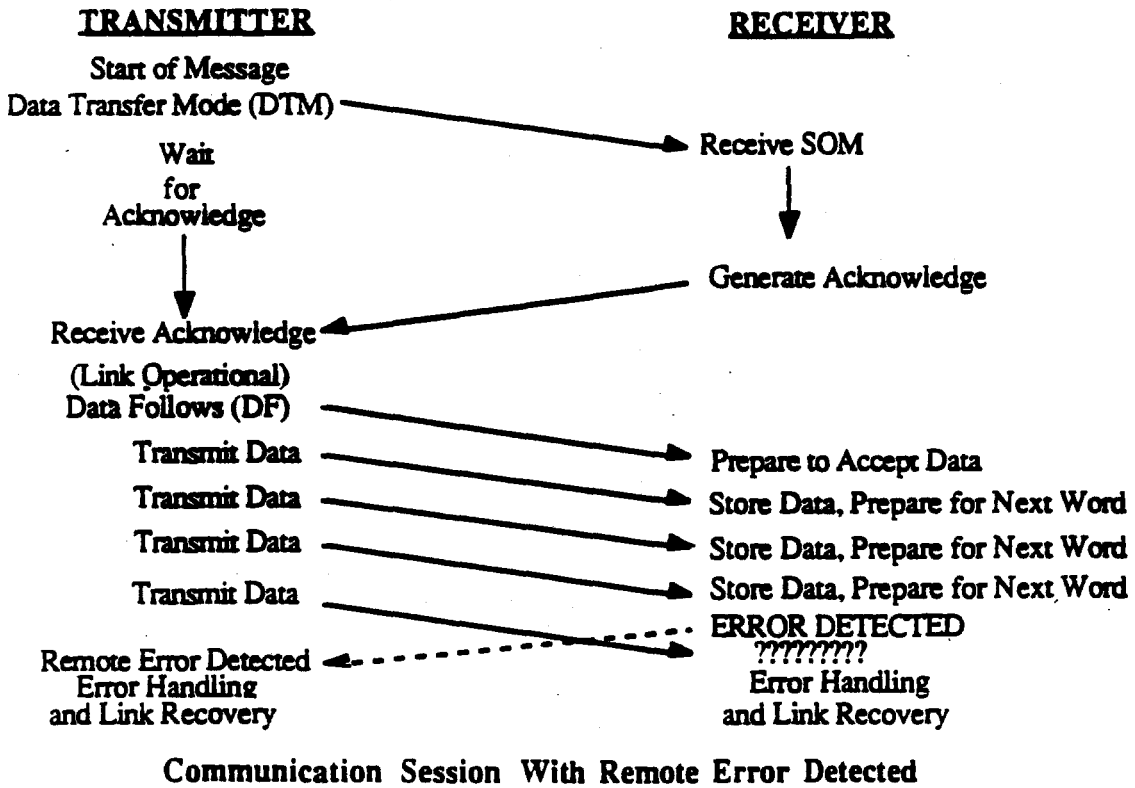 TRANSMITTER
Start of Message
Data Transfer Mode (DTM)
Wait
for
Acknowledge
Receive Acknowledge
(Link Operational)
Data Follows (DF)
Transmit Data
Transmit Data
Transmit Data
Transmit Data
Remote Error Detected
Error Handling
and Link Recovery
RECEIVER
Receive SOM
Generate Acknowledge
Prepare to Accept Data
Store Data, Prepare for Next Word
Store Data, Prepare for Next Word
Store Data, Prepare for Next Word
ERROR DETECTED
?????????
Error Handling
and Link Recovery
Communication Session With Remote Error Detected